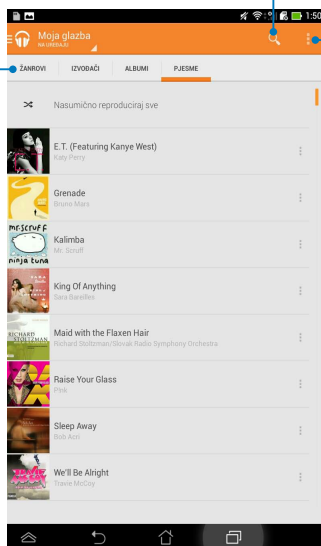 1:50
Moja glazba
NA UREĐAJU
ŽANROVI IZVOĐAČI ALBUMI PJESME
Nasumično reproduciraj sve
E.T. (Featuring Kanye West)
Katy Perry
Grenade
Bruno Mars
MR.SCRUFF
ninja tuna
Kalimba
Mr. Scruff
King Of Anything
Sara Bareilles
RICHARD
STOLTZMAN
Maid with the Flaxen Hair
Richard Stoltzman/Slovak Radio Symphony Orchestra
Raise Your Glass
P!nk
Sleep Away
Bob Acri
We'll Be Alright
Travie McCoy